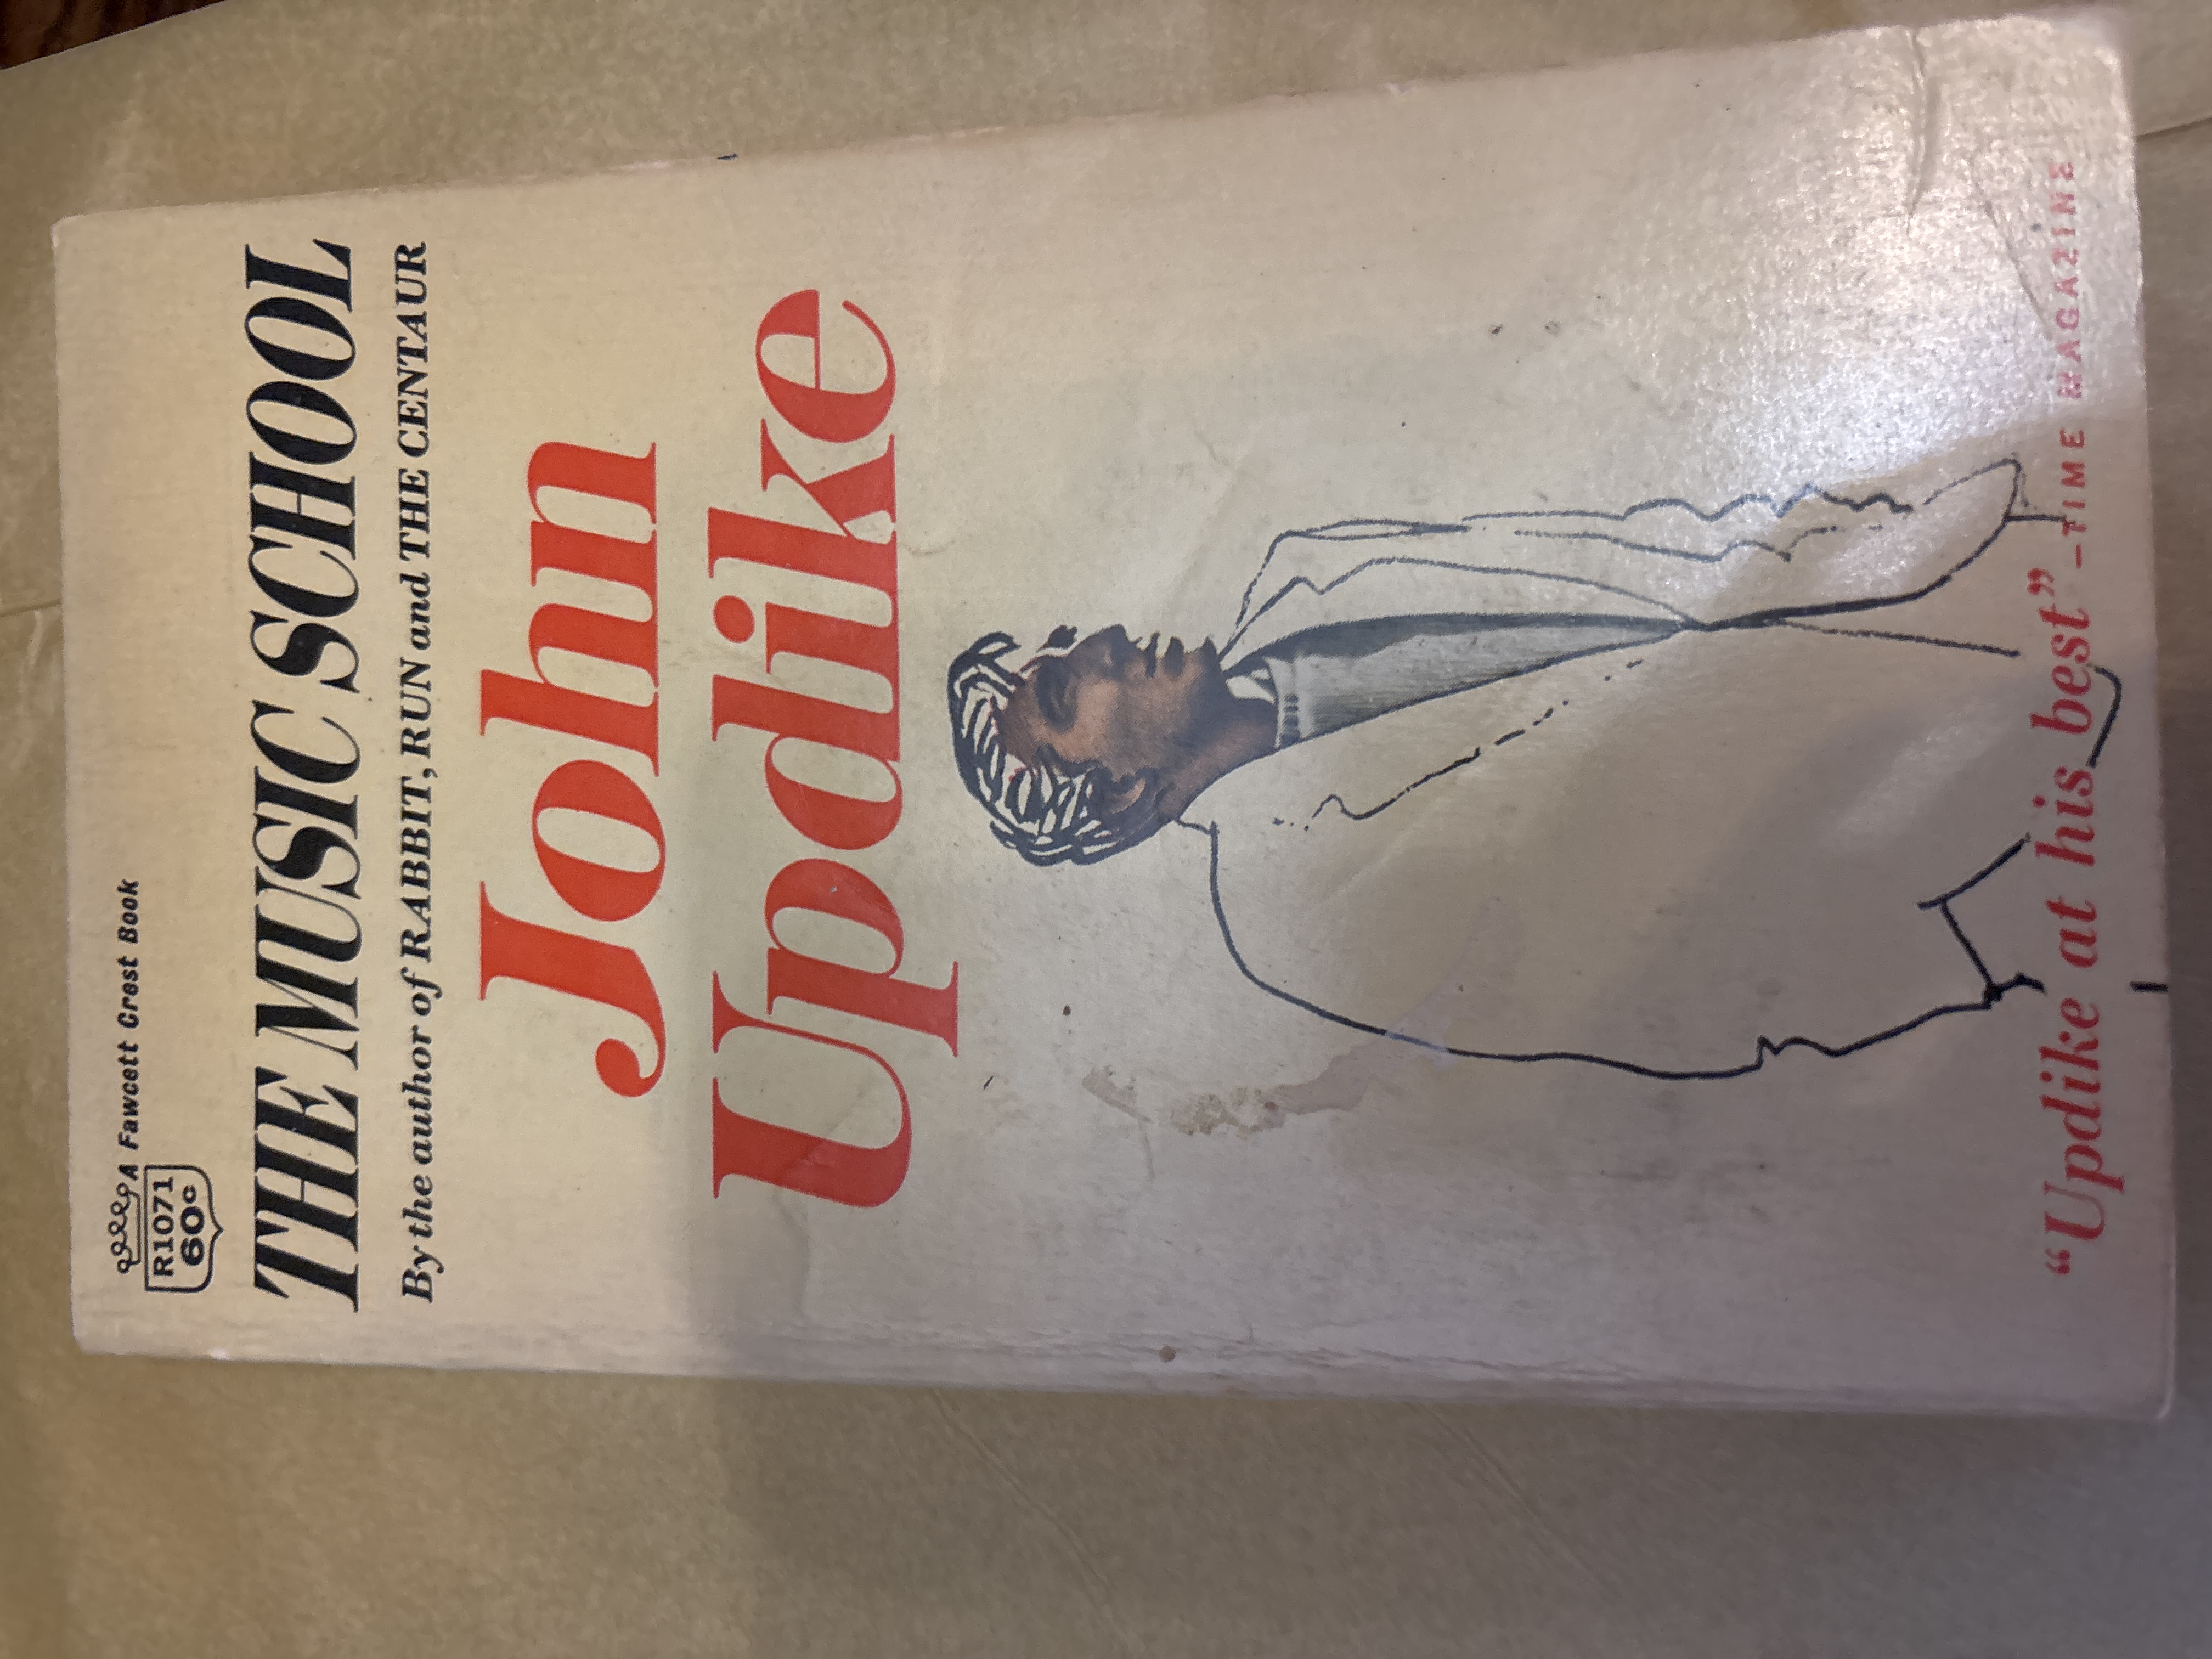 A Fawcett Crest Book
R1071
60c
THE MUSIC SCHOOL
By the author of RABBIT, RUN and THE CENTAUR
John
Updike
“Updike at his best” –TIME MAGAZINE